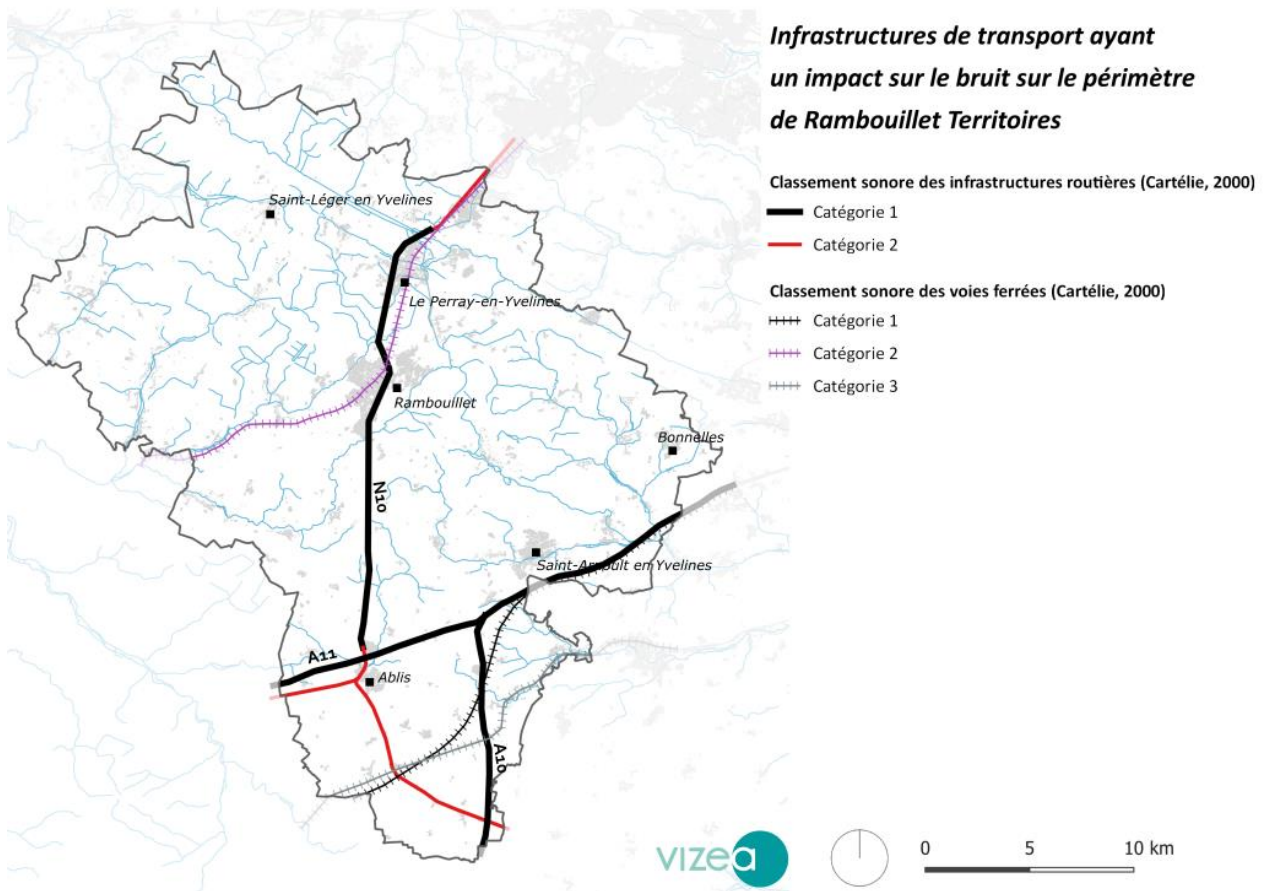 Infrastructures de transport ayant
un impact sur le bruit sur le périmètre
de Rambouillet Territoires
Classement sonore des infrastructures routières (Cartélie, 2000)
Catégorie 1
Catégorie 2
Classement sonore des voies ferrées (Cartélie, 2000)
Catégorie 1
Catégorie 2
Catégorie 3
Saint-Léger en Yvelines
Le Perray-en-Yvelines
Rambouillet
Bonnelles
N10
Saint-Arnoult en Yvelines
A11
Ablis
A10
vizea
0 5 10 km